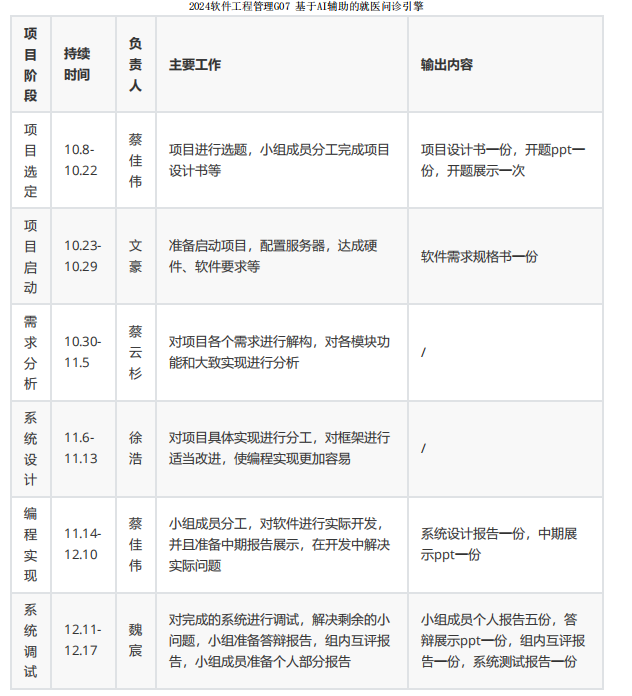 2024软件工程管理G07 基于AI辅助的就医问诊引擎
项
目
阶
段
持续
时间
负
责
人
主要工作
输出内容
项
目
选
定
10.8-
10.22
蔡
佳
伟
项目进行选题，小组成员分工完成项目
设计书等
项目设计书一份，开题ppt一
份，开题展示一次
项
目
启
动
10.23-
10.29
文
豪
准备启动项目，配置服务器，达成硬
件、软件要求等
软件需求规格书一份
需
求
分
析
10.30-
11.5
蔡
云
杉
对项目各个需求进行解构，对各模块功
能和大致实现进行分析
/
系
统
设
计
11.6-
11.13
徐
浩
对项目具体实现进行分工，对框架进行
适当改进，使编程实现更加容易
/
编
程
实
现
11.14-
12.10
蔡
佳
伟
小组成员分工，对软件进行实际开发，
并且准备中期报告展示，在开发中解决
实际问题
系统设计报告一份，中期展
示ppt一份
系
统
调
试
12.11-
12.17
魏
宸
对完成的系统进行调试，解决剩余的小
问题，小组准备答辩报告，组内互评报
告，小组成员准备个人部分报告
小组成员个人报告五份，答
辩展示ppt一份，组内互评报
告一份，系统测试报告一份